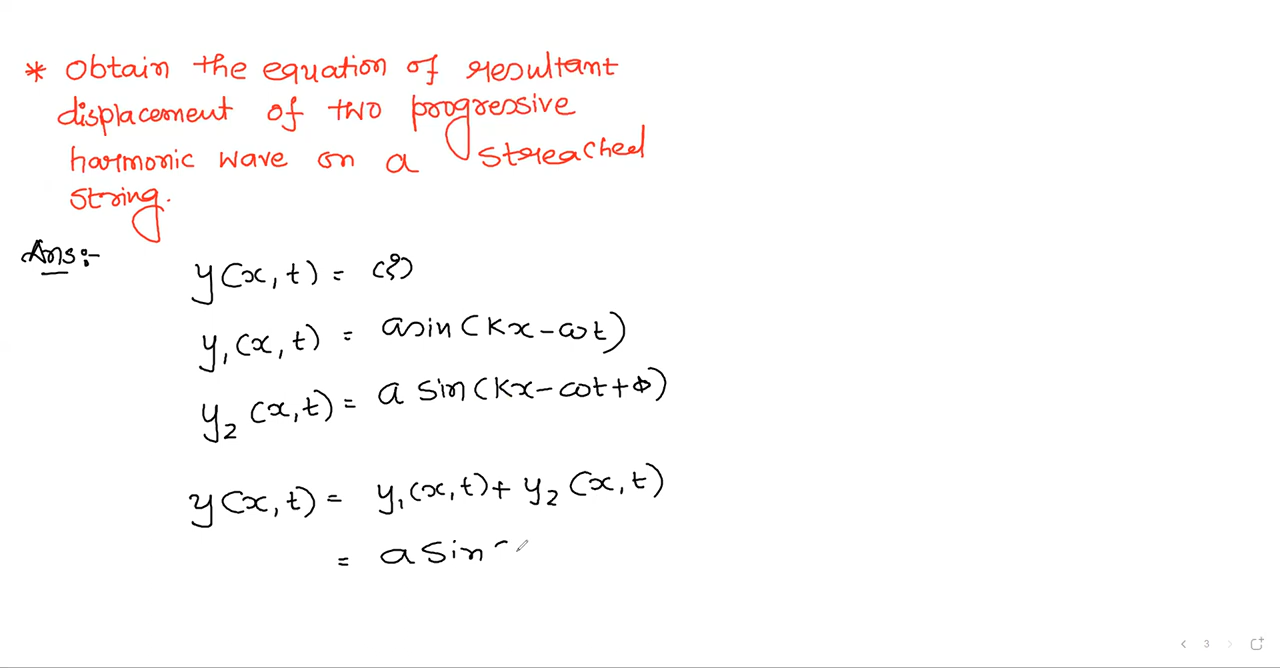 * Obtain the equation of resultant
displacement of two progressive
harmonic wave on a streached
string.
Ans:-
y(x, t) = (?)
y₁(x, t) = a sin(kx - ωt)
y₂(x, t) = a sin(kx - ωt + Φ)
y(x, t) = y₁(x, t) + y₂(x, t)
= a sin
3